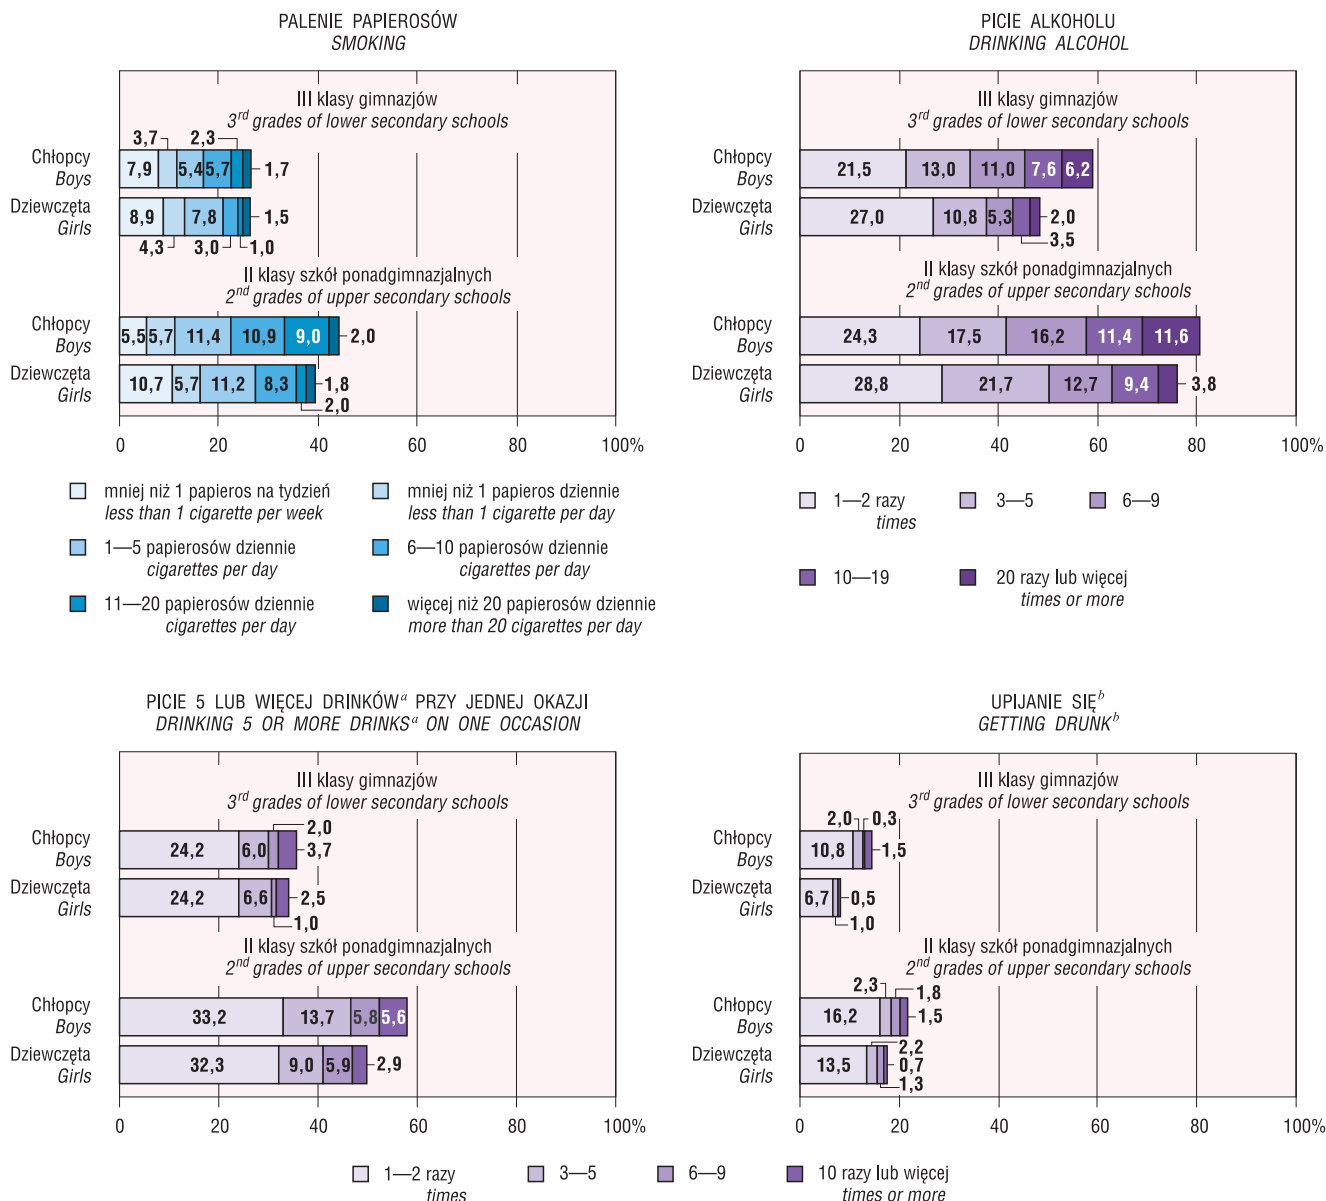 PALENIE PAPIEROSÓW
SMOKING
III klasy gimnazjów
3rd grades of lower secondary schools
3,7 2,3
Chłopcy
Boys
7,9 5,4 5,7 1,7
Dziewczęta
Girls
8,9 7,8 1,5
4,3 3,0 1,0
II klasy szkół ponadgimnazjalnych
2nd grades of upper secondary schools
Chłopcy
Boys
5,5 5,7 11,4 10,9 9,0 2,0
Dziewczęta
Girls
10,7 5,7 11,2 8,3 1,8
2,0
0 20 40 60 80 100%
mniej niż 1 papieros na tydzień
less than 1 cigarette per week
mniej niż 1 papieros dziennie
less than 1 cigarette per day
1—5 papierosów dziennie
cigarettes per day
6—10 papierosów dziennie
cigarettes per day
11—20 papierosów dziennie
cigarettes per day
więcej niż 20 papierosów dziennie
more than 20 cigarettes per day
PICIE ALKOHOLU
DRINKING ALCOHOL
III klasy gimnazjów
3rd grades of lower secondary schools
Chłopcy
Boys
21,5 13,0 11,0 7,6 6,2
Dziewczęta
Girls
27,0 10,8 5,3 2,0
3,5
II klasy szkół ponadgimnazjalnych
2nd grades of upper secondary schools
Chłopcy
Boys
24,3 17,5 16,2 11,4 11,6
Dziewczęta
Girls
28,8 21,7 12,7 9,4 3,8
0 20 40 60 80 100%
1—2 razy
times
3—5
6—9
10—19
20 razy lub więcej
times or more
PICIE 5 LUB WIĘCEJ DRINKÓWa PRZY JEDNEJ OKAZJI
DRINKING 5 OR MORE DRINKSa ON ONE OCCASION
III klasy gimnazjów
3rd grades of lower secondary schools
2,0
Chłopcy
Boys
24,2 6,0 3,7
Dziewczęta
Girls
24,2 6,6 2,5
1,0
II klasy szkół ponadgimnazjalnych
2nd grades of upper secondary schools
Chłopcy
Boys
33,2 13,7 5,8 5,6
Dziewczęta
Girls
32,3 9,0 5,9 2,9
0 20 40 60 80 100%
UPIJANIE SIĘb
GETTING DRUNKb
III klasy gimnazjów
3rd grades of lower secondary schools
2,0 0,3
Chłopcy
Boys
10,8 1,5
Dziewczęta
Girls
6,7 0,5
1,0
II klasy szkół ponadgimnazjalnych
2nd grades of upper secondary schools
2,3 1,8
Chłopcy
Boys
16,2 1,5
Dziewczęta
Girls
2,2
13,5 0,7
1,3
0 20 40 60 80 100%
1—2 razy
times
3—5
6—9
10 razy lub więcej
times or more